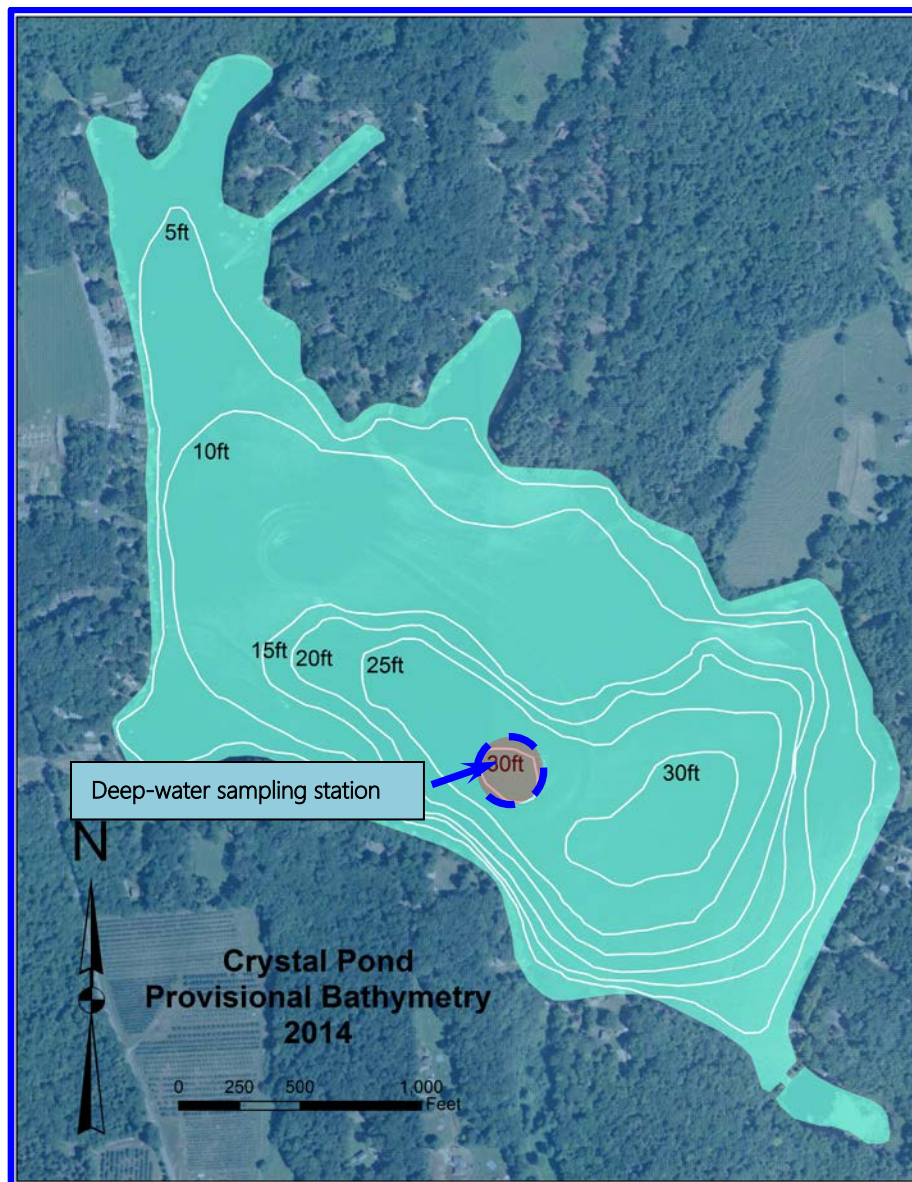 5ft
10ft
15ft
20ft
25ft
30ft
30ft
Deep-water sampling station
N
Crystal Pond
Provisional Bathymetry
2014
0 250 500 1,000
Feet